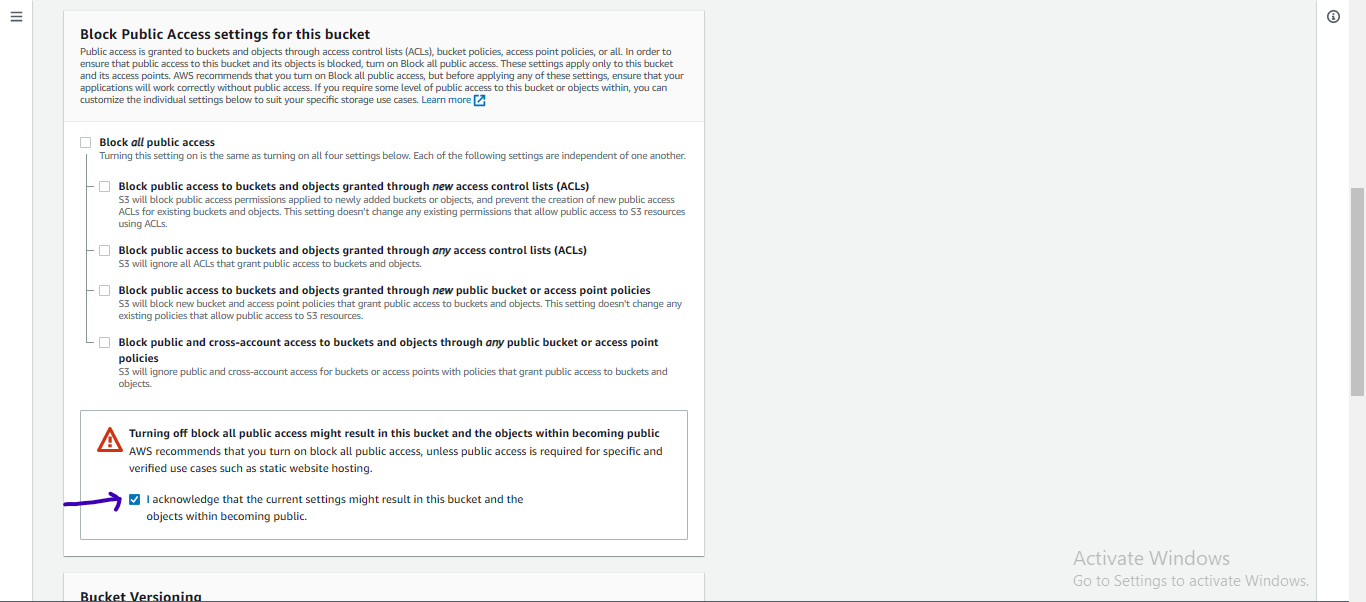 Block Public Access settings for this bucket
Public access is granted to buckets and objects through access control lists (ACLs), bucket policies, access point policies, or all. In order to
ensure that public access to this bucket and its objects is blocked, turn on Block all public access. These settings apply only to this bucket
and its access points. AWS recommends that you turn on Block all public access, but before applying any of these settings, ensure that your
applications will work correctly without public access. If you require some level of public access to this bucket or objects within, you can
customize the individual settings below to suit your specific storage use cases. Learn more
Block all public access
Turning this setting on is the same as turning on all four settings below. Each of the following settings are independent of one another.
Block public access to buckets and objects granted through new access control lists (ACLs)
S3 will block public access permissions applied to newly added buckets or objects, and prevent the creation of new public access
ACLs for existing buckets and objects. This setting doesn't change any existing permissions that allow public access to S3 resources
using ACLs.
Block public access to buckets and objects granted through any access control lists (ACLs)
S3 will ignore all ACLs that grant public access to buckets and objects.
Block public access to buckets and objects granted through new public bucket or access point policies
S3 will block new bucket and access point policies that grant public access to buckets and objects. This setting doesn't change any
existing policies that allow public access to S3 resources.
Block public and cross-account access to buckets and objects through any public bucket or access point
policies
S3 will ignore public and cross-account access for buckets or access points with policies that grant public access to buckets and
objects.
Turning off block all public access might result in this bucket and the objects within becoming public
AWS recommends that you turn on block all public access, unless public access is required for specific and
verified use cases such as static website hosting.
I acknowledge that the current settings might result in this bucket and the
objects within becoming public.
Bucket Versioning
Activate Windows
Go to Settings to activate Windows.